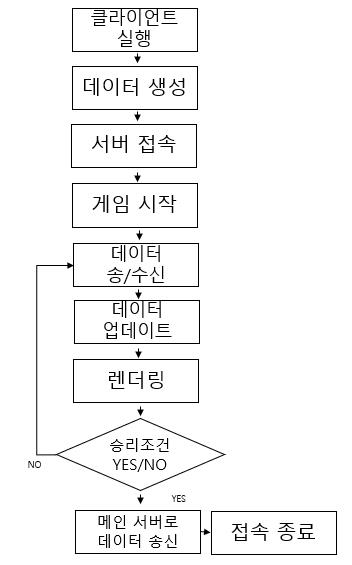 클라이언트
실행
데이터 생성
서버 접속
게임 시작
데이터
송/수신
데이터
업데이트
렌더링
승리조건
YES/NO
NO
YES
메인 서버로
데이터 송신
접속 종료